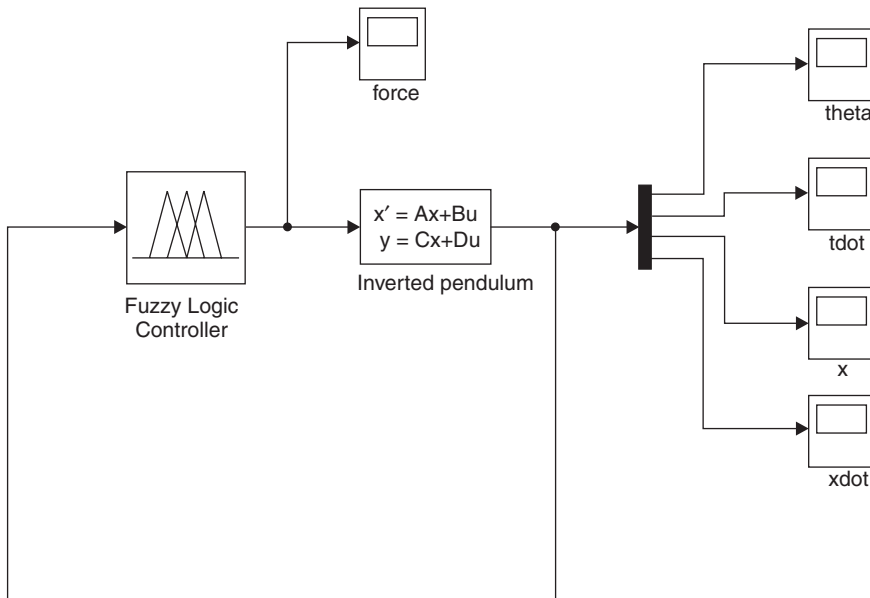 force
theta
x′ = Ax+Bu
y = Cx+Du
tdot
Inverted pendulum
Fuzzy Logic
Controller
x
xdot